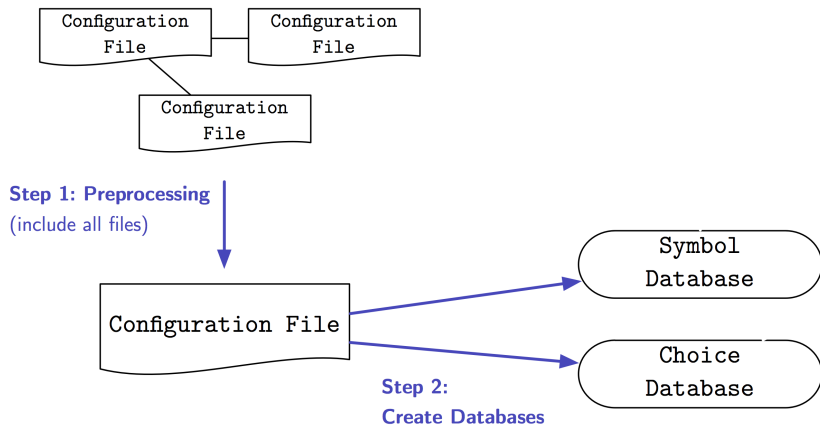 Configuration
File
Configuration
File
Configuration
File
Step 1: Preprocessing
(include all files)
Symbol
Database
Configuration File
Choice
Database
Step 2:
Create Databases